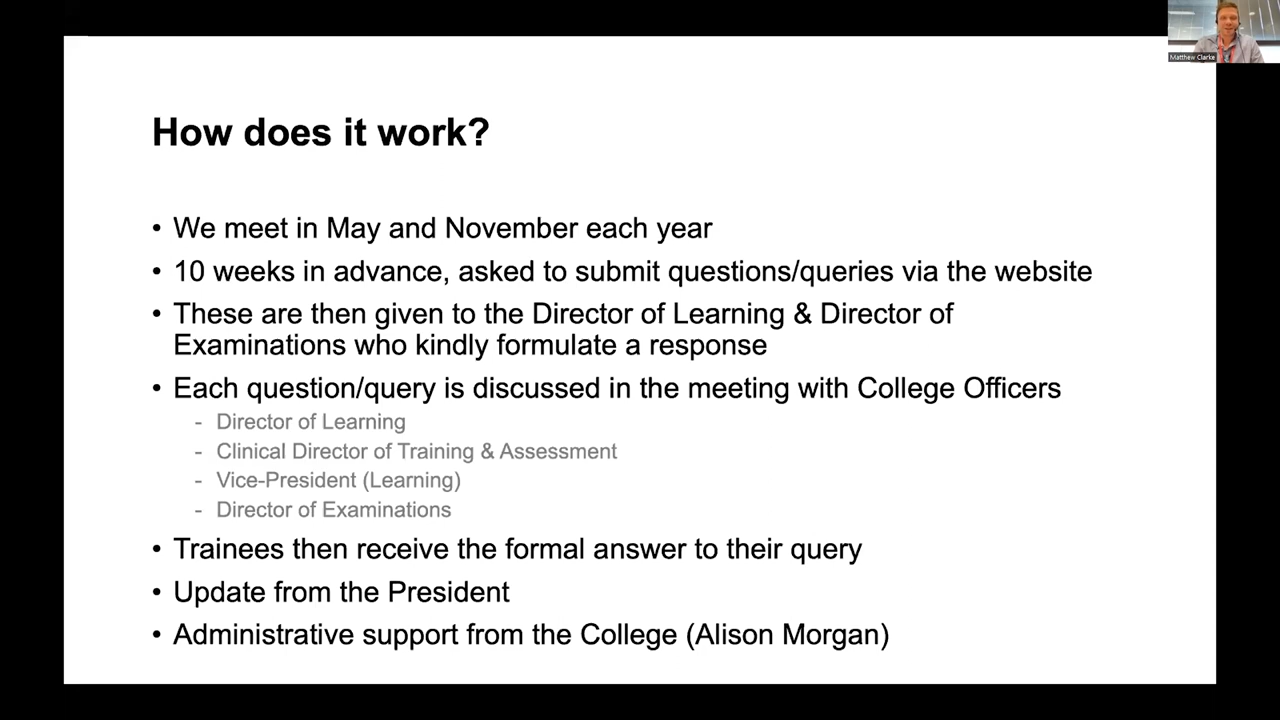 Matthew Clarke
How does it work?
• We meet in May and November each year
• 10 weeks in advance, asked to submit questions/queries via the website
• These are then given to the Director of Learning & Director of
Examinations who kindly formulate a response
• Each question/query is discussed in the meeting with College Officers
- Director of Learning
- Clinical Director of Training & Assessment
- Vice-President (Learning)
- Director of Examinations
• Trainees then receive the formal answer to their query
• Update from the President
• Administrative support from the College (Alison Morgan)